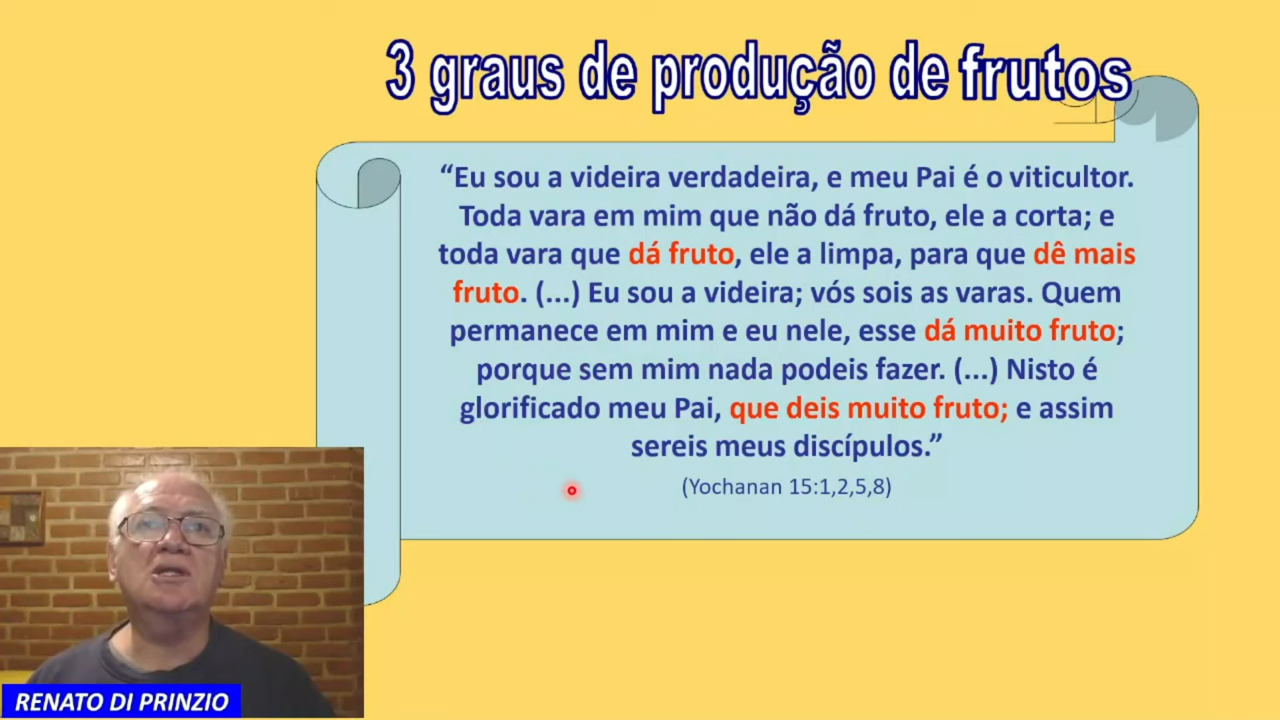 3 graus de produção de frutos
“Eu sou a videira verdadeira, e meu Pai é o viticultor.
Toda vara em mim que não dá fruto, ele a corta; e
toda vara que dá fruto, ele a limpa, para que dê mais
fruto. (...) Eu sou a videira; vós sois as varas. Quem
permanece em mim e eu nele, esse dá muito fruto;
porque sem mim nada podeis fazer. (...) Nisto é
glorificado meu Pai, que deis muito fruto; e assim
sereis meus discípulos.”
(Yochanan 15:1,2,5,8)
RENATO DI PRINZIO